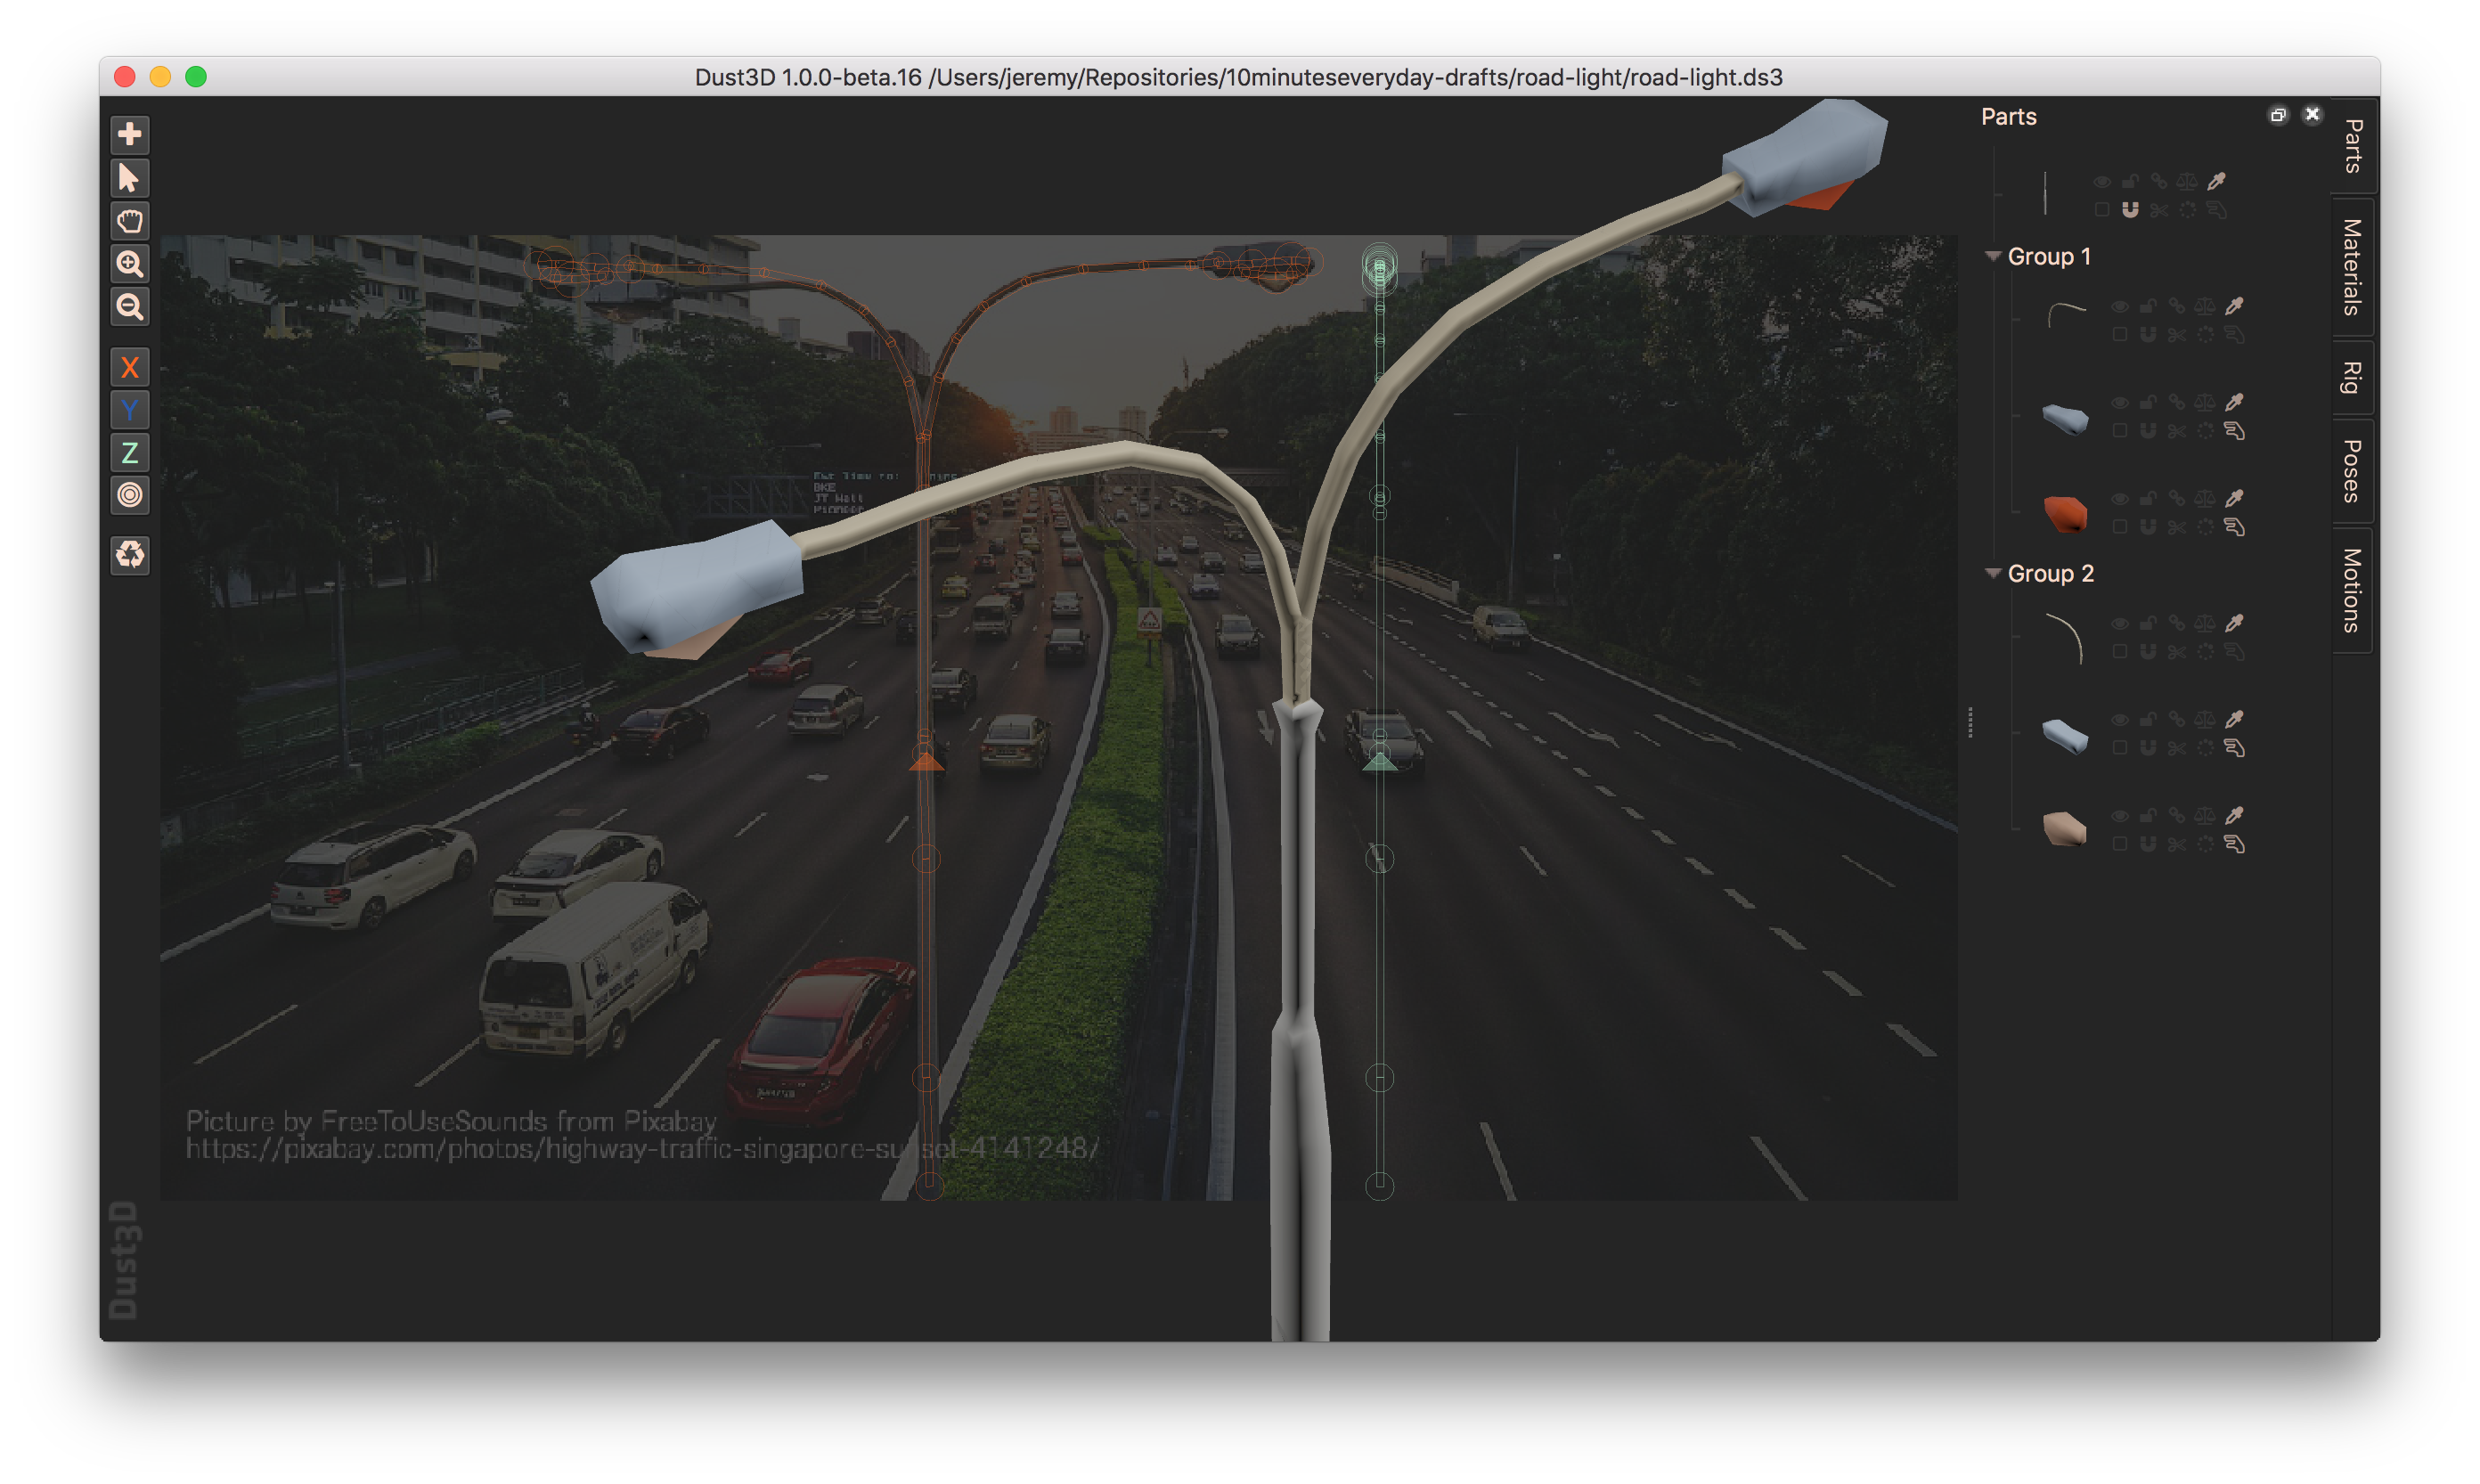 Dust3D 1.0.0-beta.16 /Users/jeremy/Repositories/10minuteseveryday-drafts/road-light/road-light.ds3
Parts
Parts
Materials
Rig
Poses
Motions
Group 1
Group 2
X
Y
Z
BKE
Picture by FreeToUseSounds from Pixabay
https://pixabay.com/photos/highway-traffic-singapore-sunset-4141248/
Dust3D